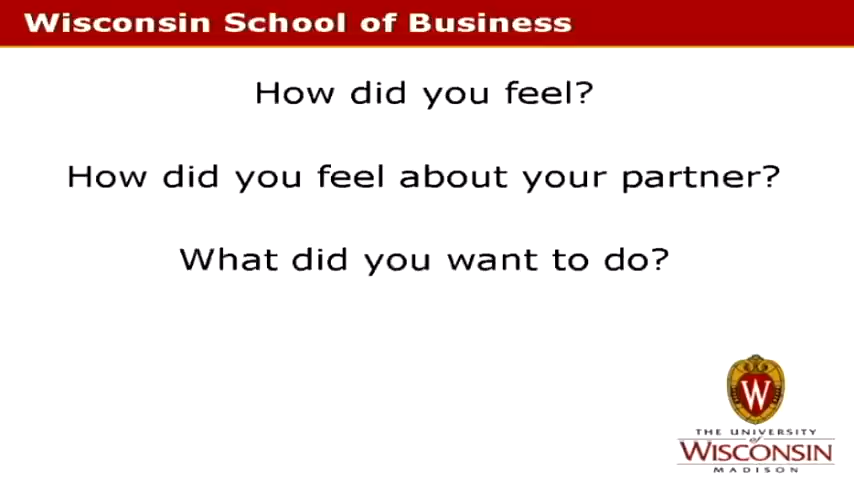 Wisconsin School of Business
How did you feel?
How did you feel about your partner?
What did you want to do?
W
THE UNIVERSITY
of
WISCONSIN
MADISON